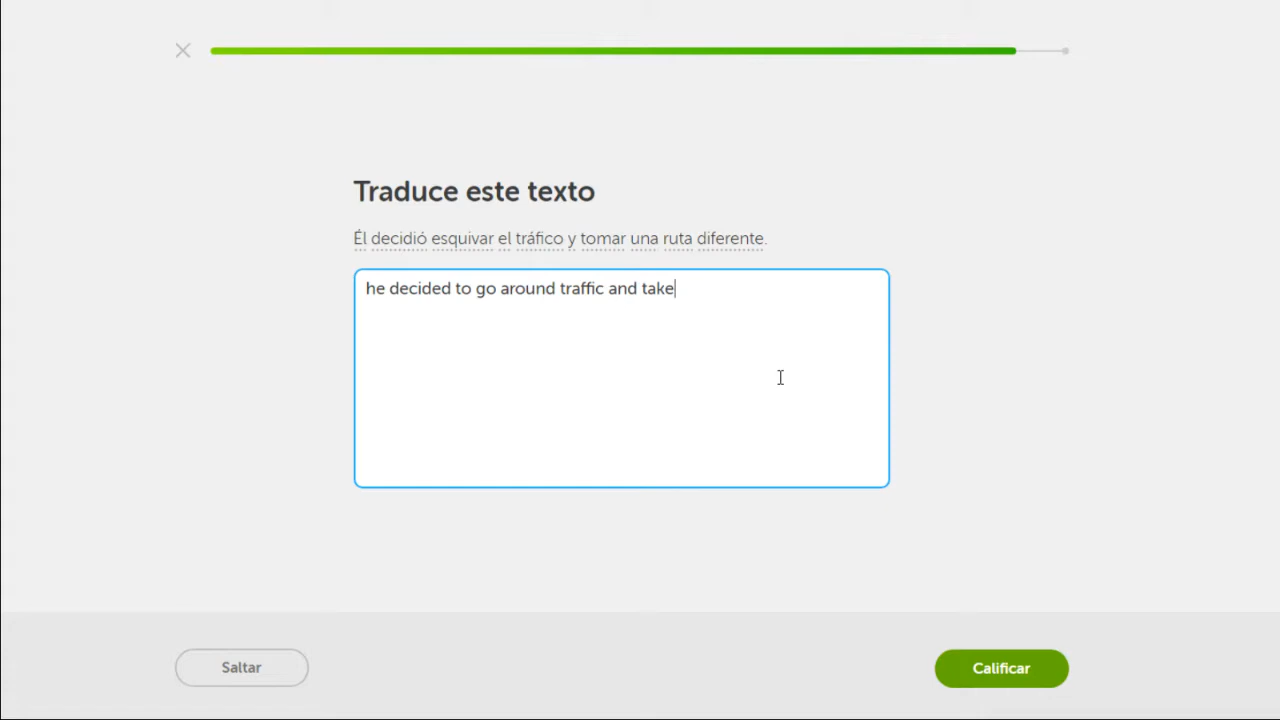 Traduce este texto
Él decidió esquivar el tráfico y tomar una ruta diferente.
he decided to go around traffic and take
Saltar
Calificar